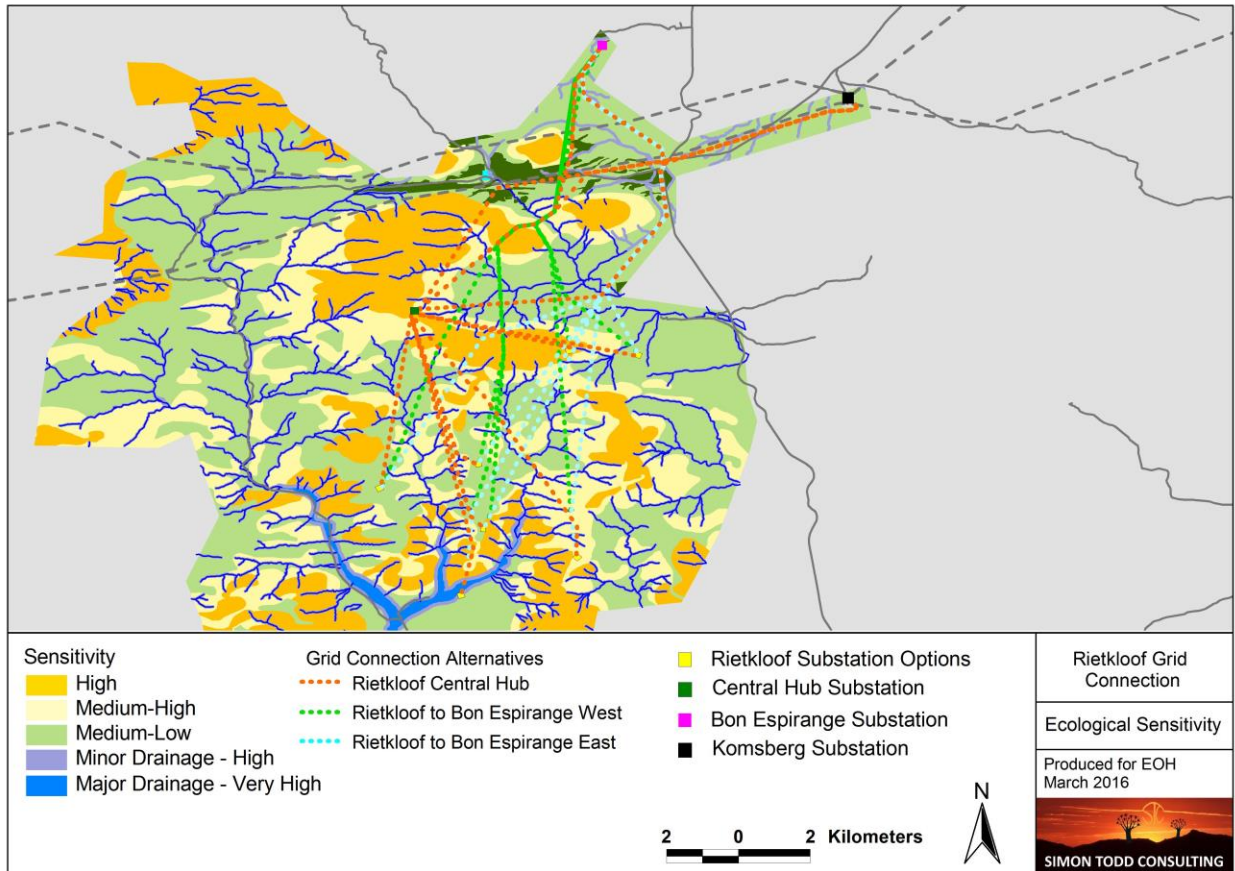 Sensitivity
High
Medium-High
Medium-Low
Minor Drainage - High
Major Drainage - Very High
Grid Connection Alternatives
Rietkloof Central Hub
Rietkloof to Bon Espirange West
Rietkloof to Bon Espirange East
Rietkloof Substation Options
Central Hub Substation
Bon Espirange Substation
Komsberg Substation
2 0 2 Kilometers
N
Rietkloof Grid
Connection
Ecological Sensitivity
Produced for EOH
March 2016
SIMON TODD CONSULTING